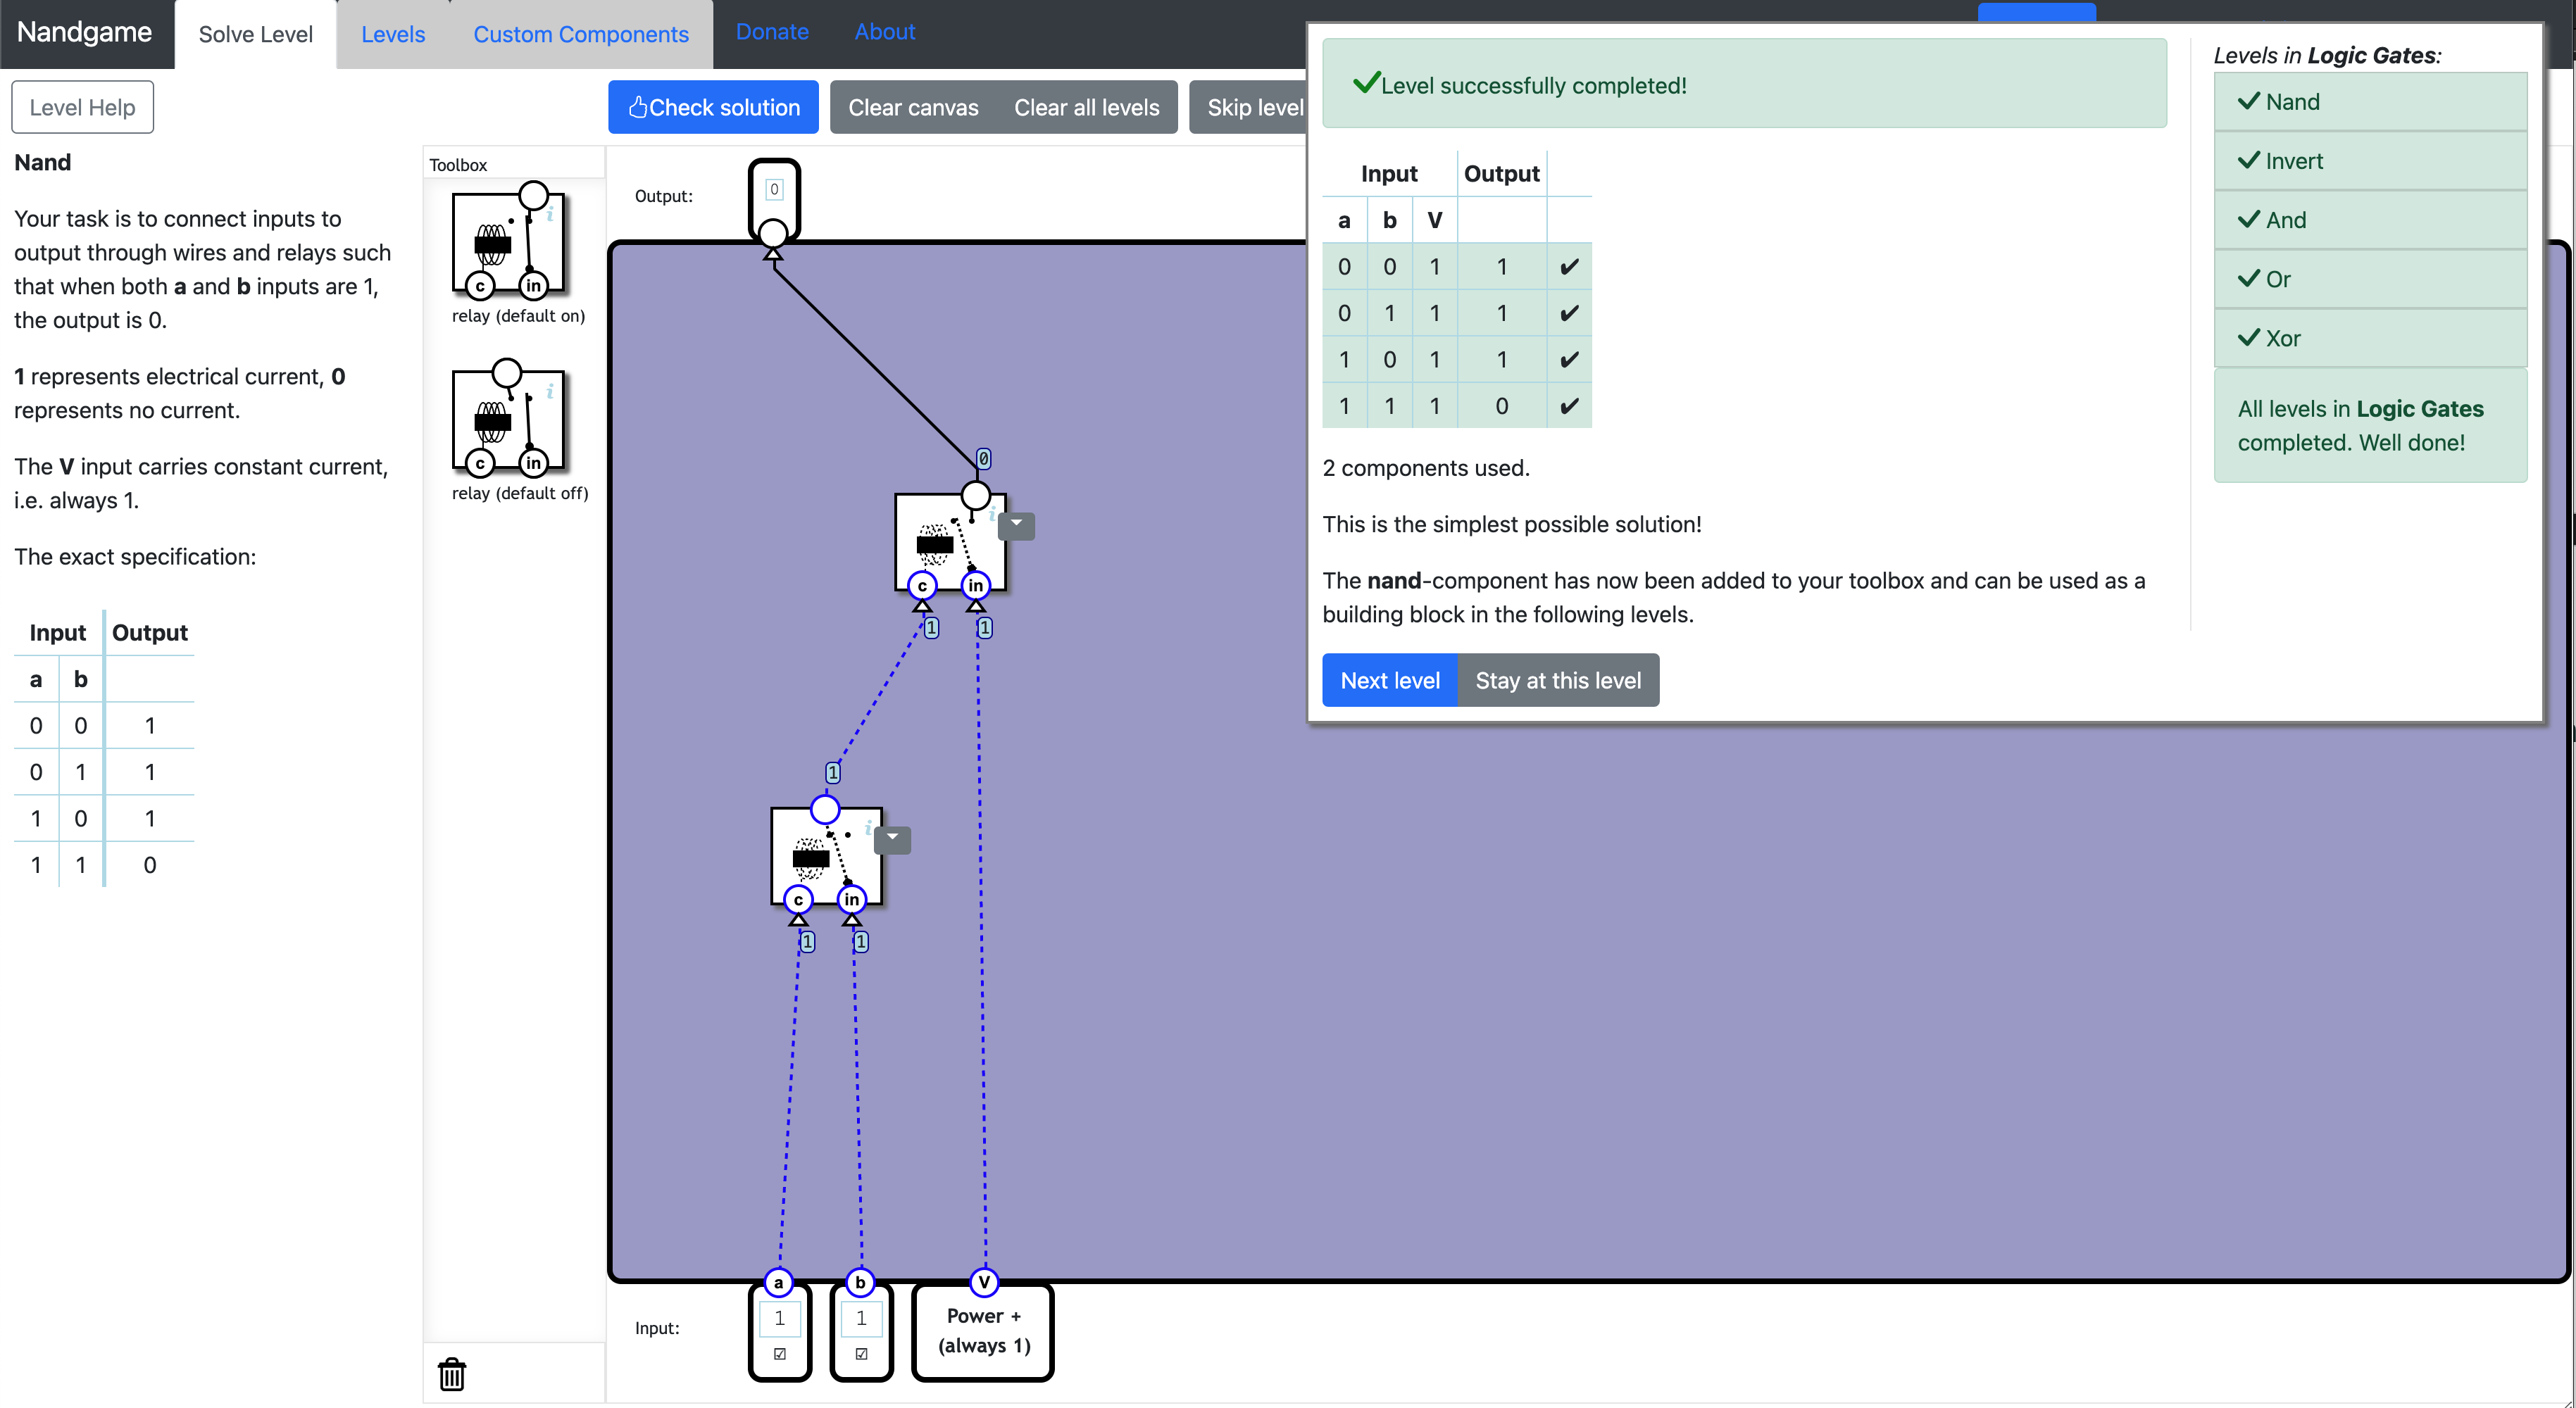 Nandgame
Solve Level
Levels
Custom Components
Donate
About
Level Help
Check solution
Clear canvas
Clear all levels
Skip level
Nand
Your task is to connect inputs to
output through wires and relays such
that when both a and b inputs are 1,
the output is 0.
1 represents electrical current, 0
represents no current.
The V input carries constant current,
i.e. always 1.
The exact specification:
Input Output
a b
0 0 1
0 1 1
1 0 1
1 1 0
Toolbox
i
c in
relay (default on)
i
c in
relay (default off)
Output:
0
0
i
c in
1 1
1
i
c in
1 1
a b V
Input:
1 1
Power +
(always 1)
Level successfully completed!
Input Output
a b V
0 0 1 1 ✔
0 1 1 1 ✔
1 0 1 1 ✔
1 1 1 0 ✔
2 components used.
This is the simplest possible solution!
The nand-component has now been added to your toolbox and can be used as a
building block in the following levels.
Next level
Stay at this level
Levels in Logic Gates:
Nand
Invert
And
Or
Xor
All levels in Logic Gates
completed. Well done!